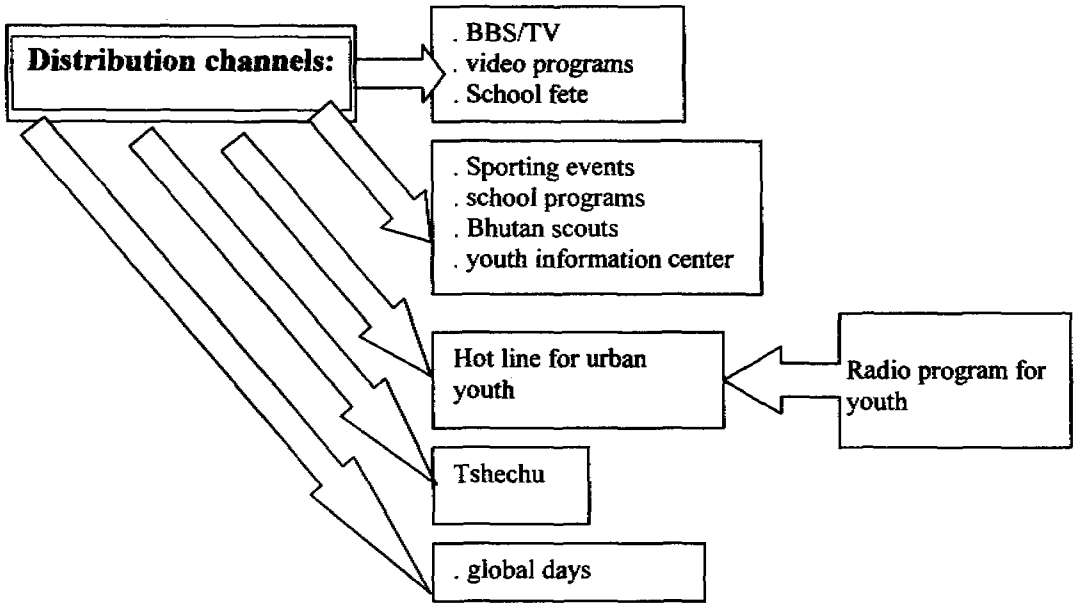 Distribution channels:
. BBS/TV
. video programs
. School fete
. Sporting events
. school programs
. Bhutan scouts
. youth information center
Hot line for urban
youth
Radio program for
youth
Tshechu
. global days